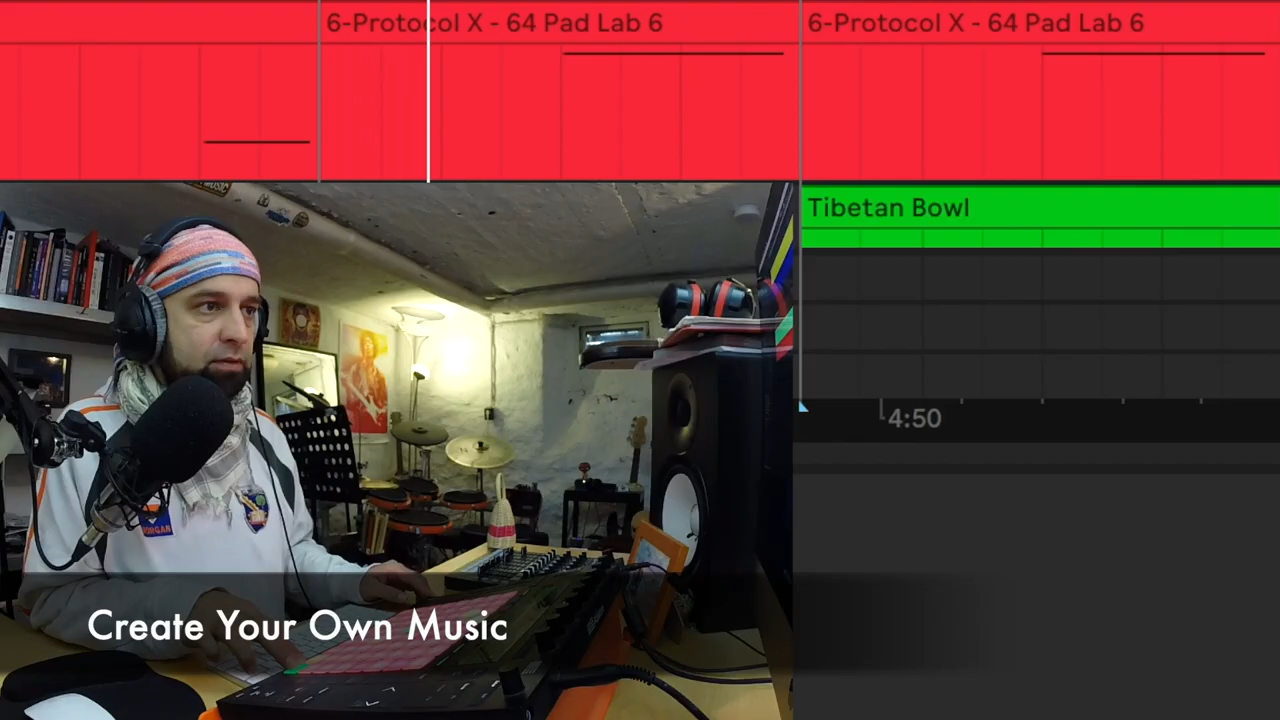 6-Protocol X - 64 Pad Lab 6
6-Protocol X - 64 Pad Lab 6
Tibetan Bowl
4:50
MUSIC
Create Your Own Music